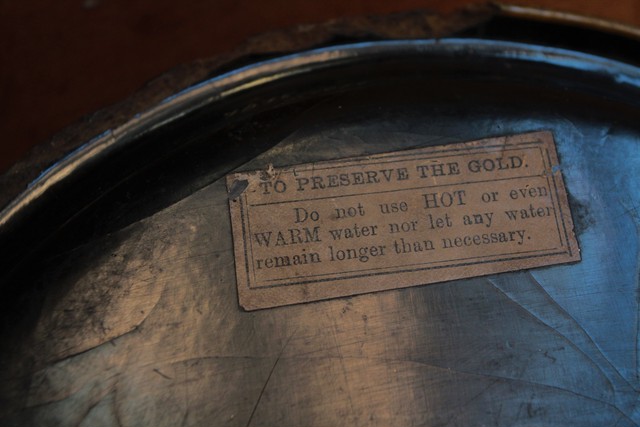 TO PRESERVE THE GOLD.
Do not use HOT or even
WARM water nor let any water
remain longer than necessary.